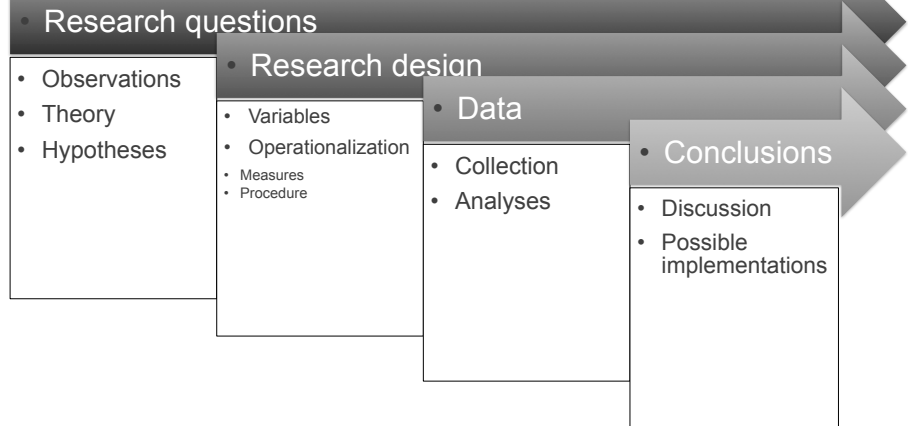 • Research questions
• Observations
• Theory
• Hypotheses
• Research design
• Variables
• Operationalization
• Measures
• Procedure
• Data
• Collection
• Analyses
• Conclusions
• Discussion
• Possible
implementations